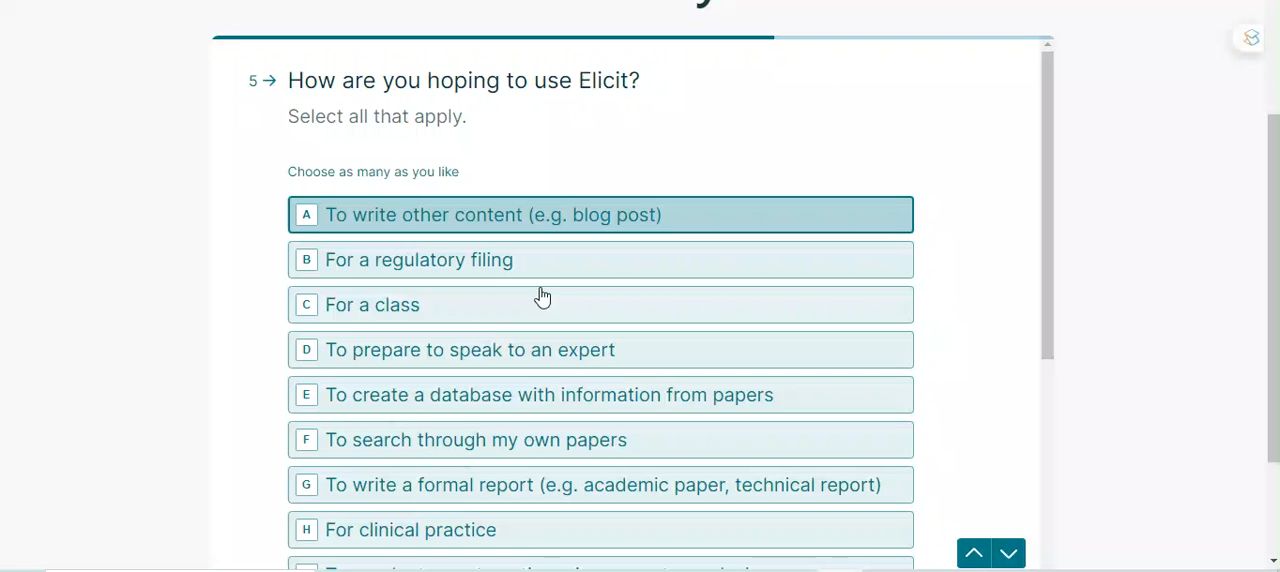 5→ How are you hoping to use Elicit?
Select all that apply.
Choose as many as you like
A To write other content (e.g. blog post)
B For a regulatory filing
C For a class
D To prepare to speak to an expert
E To create a database with information from papers
F To search through my own papers
G To write a formal report (e.g. academic paper, technical report)
H For clinical practice